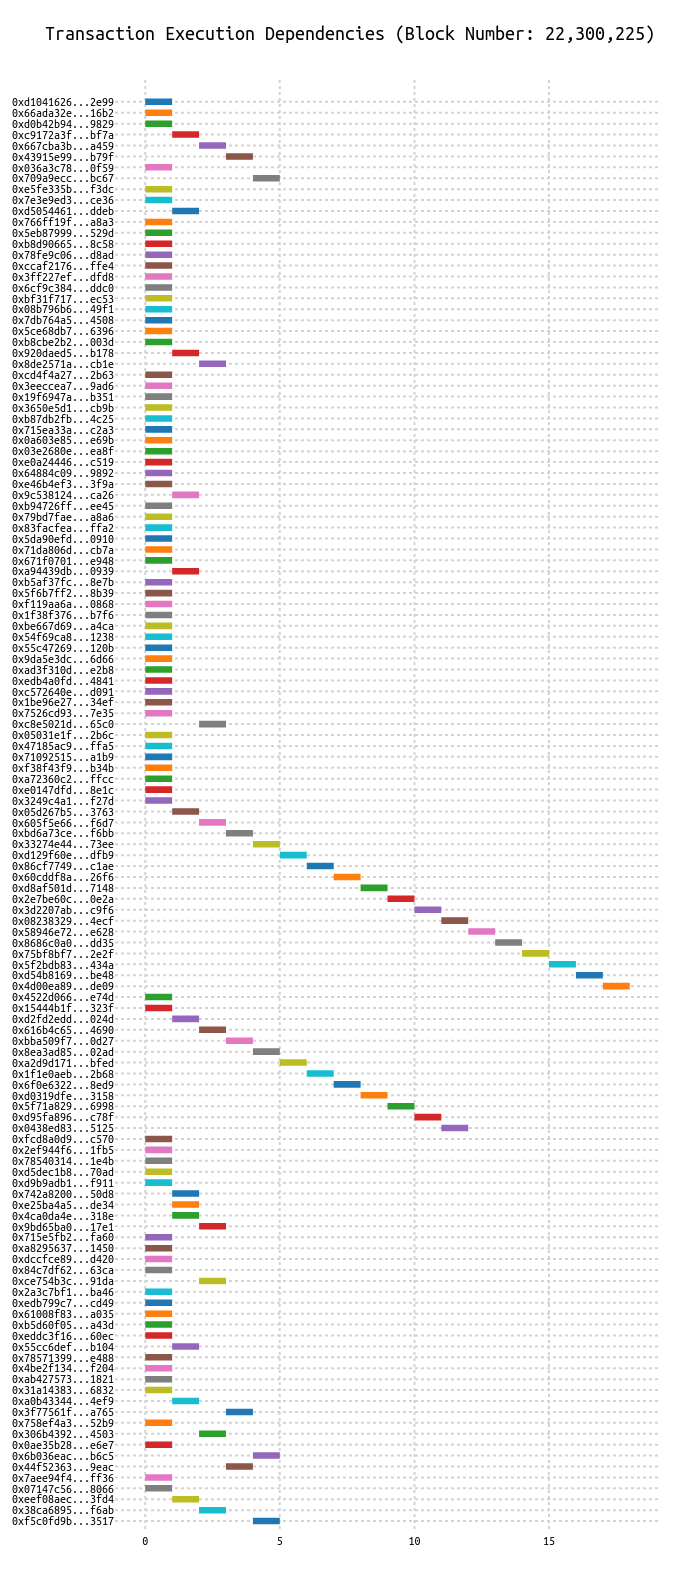 Transaction Execution Dependencies (Block Number: 22,300,225)
0xd1041626...2e99
0x66ada32e...16b2
0xd0b42b94...9829
0xc9172a3f...bf7a
0x667cba3b...a459
0x43915e99...b79f
0x036a3c78...0f59
0x709a9ecc...bc67
0xe5fe335b...f3dc
0x7e3e9ed3...ce36
0xd5054461...ddeb
0x766ff19f...a8a3
0x5eb87999...529d
0xb8d90665...8c58
0x78fe9c06...d8ad
0xccaf2176...ffe4
0x3ff227ef...dfd8
0x6cf9c384...ddc0
0xbf31f717...ec53
0x08b796b6...49f1
0x7db764a5...4508
0x5ce68db7...6396
0xb8cbe2b2...003d
0x920daed5...b178
0x8de2571a...cb1e
0xcd4f4a27...2b63
0x3eeccea7...9ad6
0x19f6947a...b351
0x3650e5d1...cb9b
0xb87db2fb...4c25
0x715ea33a...c2a3
0x0a603e85...e69b
0x03e2680e...ea8f
0xe0a24446...c519
0x64884c09...9892
0xe46b4ef3...3f9a
0x9c538124...ca26
0xb94726ff...ee45
0x79bd7fae...a8a6
0x83facfea...ffa2
0x5da90efd...0910
0x71da806d...cb7a
0x671f0701...e948
0xa94439db...0939
0xb5af37fc...8e7b
0x5f6b7ff2...8b39
0xf119aa6a...0868
0x1f38f376...b7f6
0xbe667d69...a4ca
0x54f69ca8...1238
0x55c47269...120b
0x9da5e3dc...6d66
0xad3f310d...e2b8
0xedb4a0fd...4841
0xc572640e...d091
0x1be96e27...34ef
0x7526cd93...7e35
0xc8e5021d...65c0
0x05031e1f...2b6c
0x47185ac9...ffa5
0x71092515...a1b9
0xf38f43f9...b34b
0xa72360c2...ffcc
0xe0147dfd...8e1c
0x3249c4a1...f27d
0x05d267b5...3763
0x605f5e66...f6d7
0xbd6a73ce...f6bb
0x33274e44...73ee
0xd129f60e...dfb9
0x86cf7749...c1ae
0x60cddf8a...26f6
0xd8af501d...7148
0x2e7be60c...0e2a
0x3d2207ab...c9f6
0x08238329...4ecf
0x58946e72...e628
0x8686c0a0...dd35
0x75bf8bf7...2e2f
0x5f2bdb83...434a
0xd54b8169...be48
0x4d00ea89...de09
0x4522d066...e74d
0x15444b1f...323f
0xd2fd2edd...024d
0x616b4c65...4690
0xbba509f7...0d27
0x8ea3ad85...02ad
0xa2d9d171...bfed
0x1f1e0aeb...2b68
0x6f0e6322...8ed9
0xd0319dfe...3158
0x5f71a829...6998
0xd95fa896...c78f
0x0438ed83...5125
0xfcd8a0d9...c570
0x2ef944f6...1fb5
0x78540314...1e4b
0xd5dec1b8...70ad
0xd9b9adb1...f911
0x742a8200...50d8
0xe25ba4a5...de34
0x4ca0da4e...318e
0x9bd65ba0...17e1
0x715e5fb2...fa60
0xa8295637...1450
0xdccfce89...d420
0x84c7df62...63ca
0xce754b3c...91da
0x2a3c7bf1...ba46
0xedb799c7...cd49
0x61008f83...a035
0xb5d60f05...a43d
0xeddc3f16...60ec
0x55cc6def...b104
0x78571399...e488
0x4be2f134...f204
0xab427573...1821
0x31a14383...6832
0xa0b43344...4ef9
0x3f77561f...a765
0x758ef4a3...52b9
0x306b4392...4503
0x0ae35b28...e6e7
0x6b036eac...b6c5
0x44f52363...9eac
0x7aee94f4...ff36
0x07147c56...8066
0xeef08aec...3fd4
0x38ca6895...f6ab
0xf5c0fd9b...3517
0 5 10 15